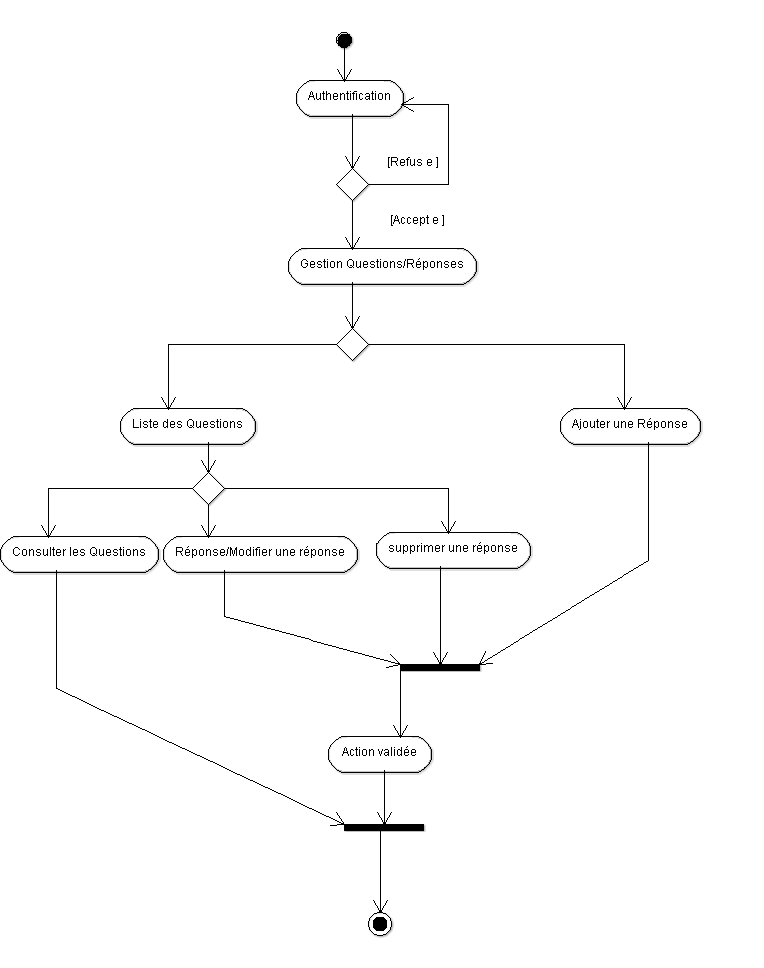 Authentification
[Refus e ]
[Accept e ]
Gestion Questions/Réponses
Liste des Questions
Ajouter une Réponse
Consulter les Questions
Réponse/Modifier une réponse
supprimer une réponse
Action validée